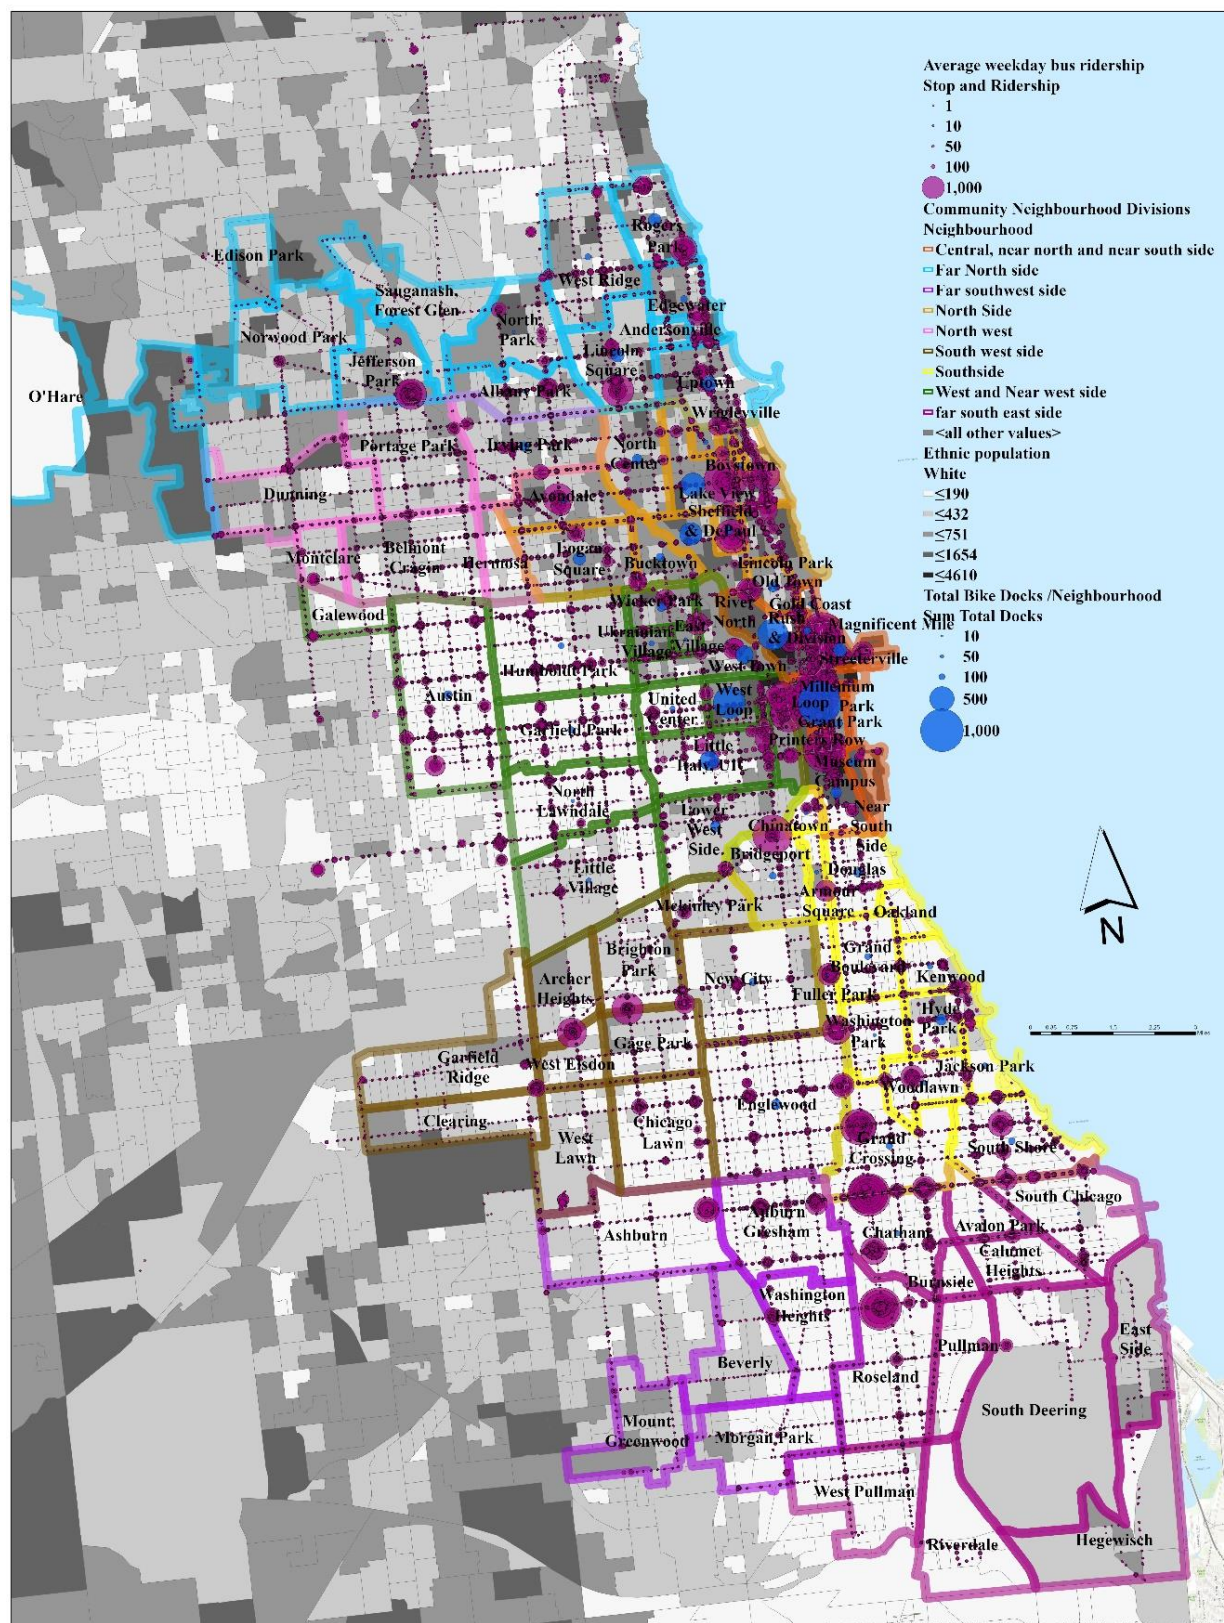 Average weekday bus ridership
Stop and Ridership
1
10
50
100
1,000
Community Neighbourhood Divisions
Neighbourhood
Central, near north and near south side
Far North side
Far southwest side
North Side
North west
South west side
Southside
West and Near west side
far south east side
<all other values>
Ethnic population
White
≤190
≤432
≤751
≤1654
≤4610
Total Bike Docks /Neighbourhood
Sum Total Docks
10
50
100
500
1,000
Rogers
Park
Edison Park
West Ridge
Sauganash,
Forest Glen
Edgewater
North
Park
Andersonville
Norwood Park
Lincoln
Square
Jefferson
Park
Uptown
Albany Park
O'Hare
Wrigleyville
Portage Park
Irving Park
North
Center
Boystown
Dunning
Avondale
Lake View
Sheffield
& DePaul
Montclare
Belmont
Cragin
Hermosa
Logan
Square
Bucktown
Lincoln Park
Old Town
Galewood
Wicker Park
River
North
Gold Coast
Rush
& Division
Magnificent Mile
Ukrainian
Village
East
Village
Streeterville
Humboldt Park
West Town
Austin
United
Center
West
Loop
Millenium
Park
Loop
Grant Park
Garfield Park
Printers Row
Little
Italy, UIC
Museum
Campus
North
Lawndale
Lower
West
Side
Chinatown
Near
South
Side
Bridgeport
Little
Village
Douglas
Mckinley Park
Armour
Square
Oakland
Brighton
Park
Grand
Boulevard
Archer
Heights
New City
Kenwood
Fuller Park
Hyde
Park
Washington
Park
Gage Park
Garfield
Ridge
West Elsdon
Jackson Park
Woodlawn
Clearing
Englewood
Chicago
Lawn
West
Lawn
Grand
Crossing
South Shore
South Chicago
Ashburn
Auburn
Gresham
Chatham
Avalon Park
Calumet
Heights
Burnside
Washington
Heights
East
Side
Pullman
Beverly
Roseland
South Deering
Mount
Greenwood
Morgan Park
West Pullman
Riverdale
Hegewisch
N
0 0.35 0.75 1.5 2.25 3
Miles